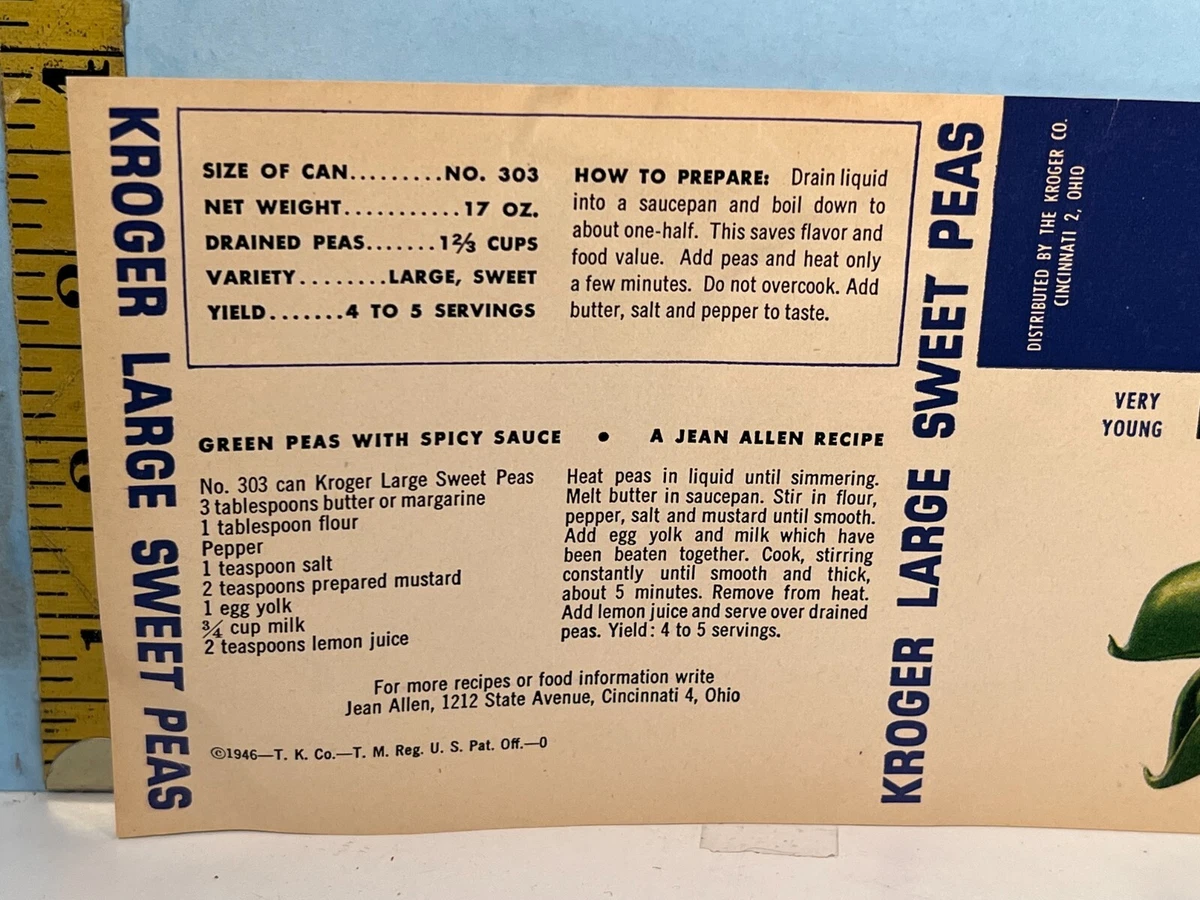 KROGER LARGE SWEET PEAS
SIZE OF CAN.........NO. 303
NET WEIGHT...........17 OZ.
DRAINED PEAS.......1⅔ CUPS
VARIETY........LARGE, SWEET
YIELD.......4 TO 5 SERVINGS
HOW TO PREPARE: Drain liquid
into a saucepan and boil down to
about one-half. This saves flavor and
food value. Add peas and heat only
a few minutes. Do not overcook. Add
butter, salt and pepper to taste.
GREEN PEAS WITH SPICY SAUCE ● A JEAN ALLEN RECIPE
No. 303 can Kroger Large Sweet Peas
3 tablespoons butter or margarine
1 tablespoon flour
Pepper
1 teaspoon salt
2 teaspoons prepared mustard
1 egg yolk
¾ cup milk
2 teaspoons lemon juice
Heat peas in liquid until simmering.
Melt butter in saucepan. Stir in flour,
pepper, salt and mustard until smooth.
Add egg yolk and milk which have
been beaten together. Cook, stirring
constantly until smooth and thick,
about 5 minutes. Remove from heat.
Add lemon juice and serve over drained
peas. Yield: 4 to 5 servings.
For more recipes or food information write
Jean Allen, 1212 State Avenue, Cincinnati 4, Ohio
©1946—T. K. Co.—T. M. Reg. U. S. Pat. Off.—0
KROGER LARGE SWEET PEAS
DISTRIBUTED BY THE KROGER CO.
CINCINNATI 2, OHIO
VERY
YOUNG
1